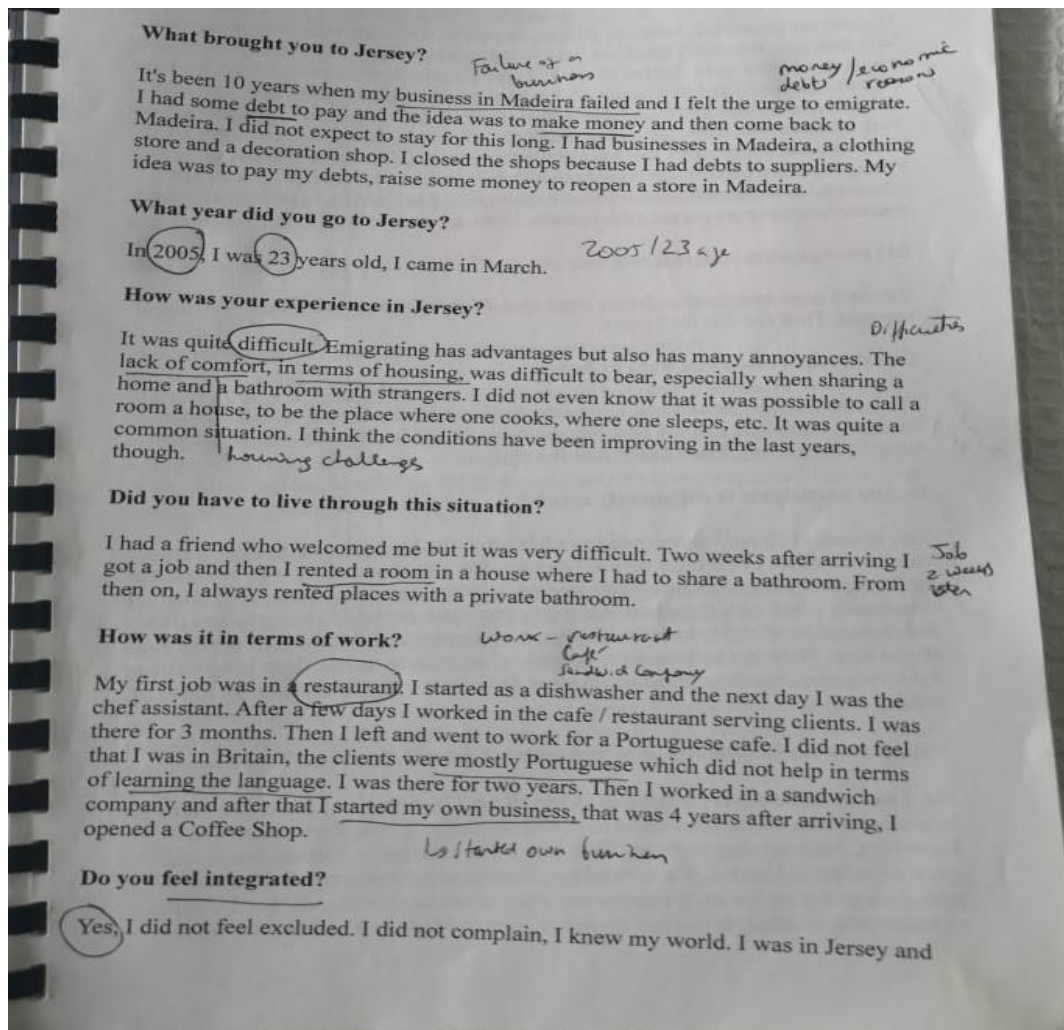 What brought you to Jersey?
Failure of a
business
money / economic
debts reasons
It's been 10 years when my business in Madeira failed and I felt the urge to emigrate.
I had some debt to pay and the idea was to make money and then come back to
Madeira. I did not expect to stay for this long. I had businesses in Madeira, a clothing
store and a decoration shop. I closed the shops because I had debts to suppliers. My
idea was to pay my debts, raise some money to reopen a store in Madeira.
What year did you go to Jersey?
In 2005, I was 23 years old, I came in March.
2005 / 23 age
How was your experience in Jersey?
Difficulties
It was quite difficult. Emigrating has advantages but also has many annoyances. The
lack of comfort, in terms of housing, was difficult to bear, especially when sharing a
home and a bathroom with strangers. I did not even know that it was possible to call a
room a house, to be the place where one cooks, where one sleeps, etc. It was quite a
common situation. I think the conditions have been improving in the last years,
though.
housing challenges
Did you have to live through this situation?
I had a friend who welcomed me but it was very difficult. Two weeks after arriving I
got a job and then I rented a room in a house where I had to share a bathroom. From
then on, I always rented places with a private bathroom.
Job
2 weeks
later
How was it in terms of work?
Work - restaurant
Café
Sandwich Company
My first job was in a restaurant. I started as a dishwasher and the next day I was the
chef assistant. After a few days I worked in the cafe / restaurant serving clients. I was
there for 3 months. Then I left and went to work for a Portuguese cafe. I did not feel
that I was in Britain, the clients were mostly Portuguese which did not help in terms
of learning the language. I was there for two years. Then I worked in a sandwich
company and after that I started my own business, that was 4 years after arriving, I
opened a Coffee Shop.
started own business
Do you feel integrated?
Yes, I did not feel excluded. I did not complain, I knew my world. I was in Jersey and